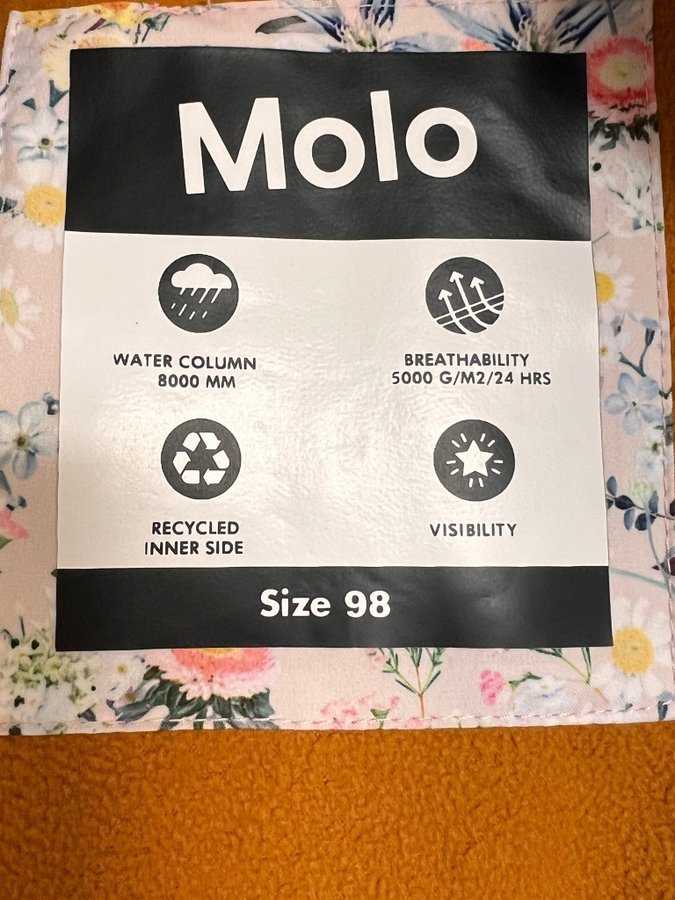 Molo
WATER COLUMN
8000 MM
BREATHABILITY
5000 G/M2/24 HRS
RECYCLED
INNER SIDE
VISIBILITY
Size 98